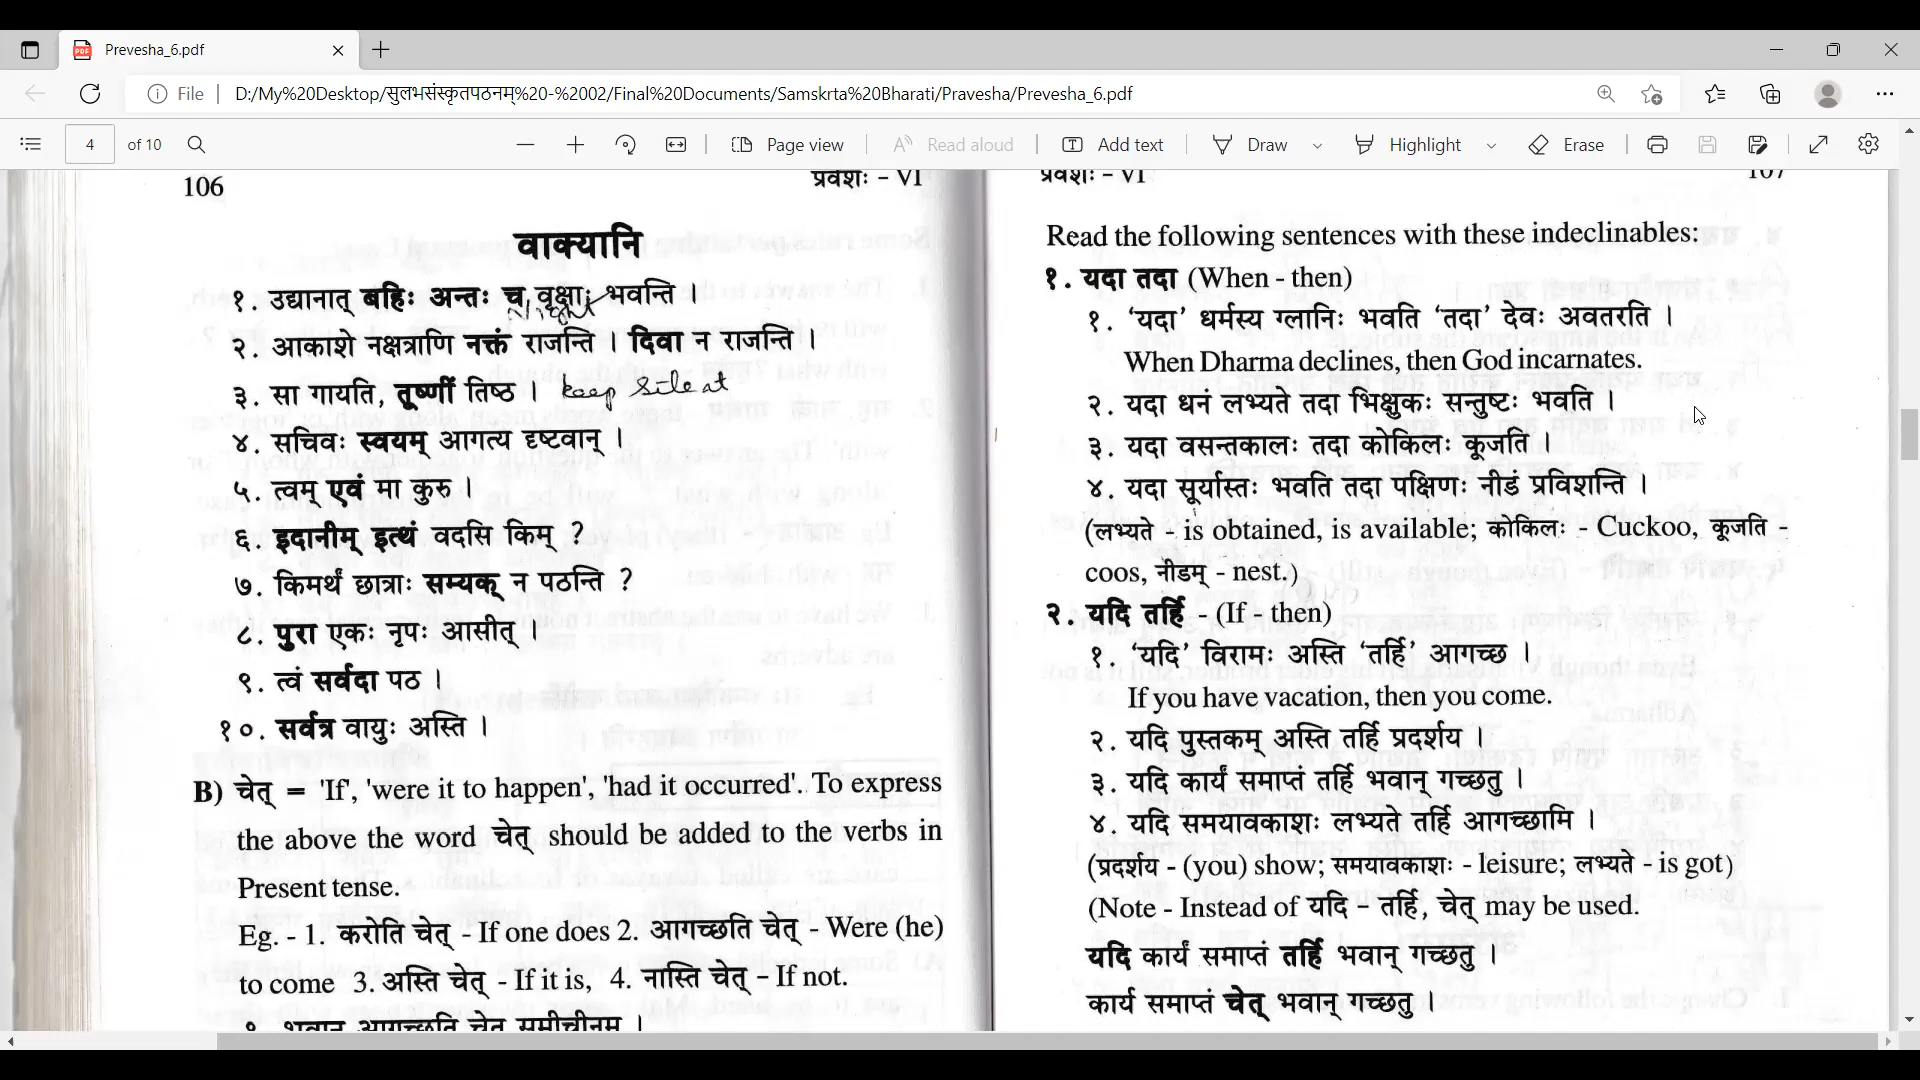 Prevesha_6.pdf
File
D:/My%20Desktop/सुलभसंस्कृतपठनम्%20-%2002/Final%20Documents/Samskrta%20Bharati/Pravesha/Prevesha_6.pdf
4 of 10
Page view
Read aloud
Add text
Draw
Highlight
Erase
106
प्रवेशः - VI
वाक्यानि
१. उद्यानात् बहिः अन्तः च वृक्षाः भवन्ति ।
Night
२. आकाशे नक्षत्राणि नक्तं राजन्ति । दिवा न राजन्ति ।
३. सा गायति, तूष्णीं तिष्ठ । keep silent
४. सचिवः स्वयम् आगत्य दृष्टवान् ।
५. त्वम् एवं मा कुरु ।
६. इदानीम् इत्थं वदसि किम् ?
७. किमर्थं छात्राः सम्यक् न पठन्ति ?
८. पुरा एकः नृपः आसीत् ।
९. त्वं सर्वदा पठ ।
१०. सर्वत्र वायुः अस्ति ।
B) चेत् = 'If', 'were it to happen', 'had it occurred'. To express
the above the word चेत् should be added to the verbs in
Present tense.
Eg. - 1. करोति चेत् - If one does 2. आगच्छति चेत् - Were (he)
to come 3. अस्ति चेत् - If it is, 4. नास्ति चेत् - If not.
१. भवान् आगच्छति चेत् समीचीनम् ।
प्रवेशः - VI
107
Read the following sentences with these indeclinables:
१. यदा तदा (When - then)
१. ‘यदा’ धर्मस्य ग्लानिः भवति ‘तदा’ देवः अवतरति ।
When Dharma declines, then God incarnates.
२. यदा धनं लभ्यते तदा भिक्षुकः सन्तुष्टः भवति ।
३. यदा वसन्तकालः तदा कोकिलः कूजति ।
४. यदा सूर्यास्तः भवति तदा पक्षिणः नीडं प्रविशन्ति ।
(लभ्यते - is obtained, is available; कोकिलः - Cuckoo, कूजति -
coos, नीडम् - nest.)
२. यदि तर्हि - (If - then)
१. ‘यदि’ विरामः अस्ति ‘तर्हि’ आगच्छ ।
If you have vacation, then you come.
२. यदि पुस्तकम् अस्ति तर्हि प्रदर्शय ।
३. यदि कार्यं समाप्तं तर्हि भवान् गच्छतु ।
४. यदि समयावकाशः लभ्यते तर्हि आगच्छामि ।
(प्रदर्शय - (you) show; समयावकाशः - leisure; लभ्यते - is got)
(Note - Instead of यदि - तर्हि, चेत् may be used.
यदि कार्यं समाप्तं तर्हि भवान् गच्छतु ।
कार्यं समाप्तं चेत् भवान् गच्छतु ।